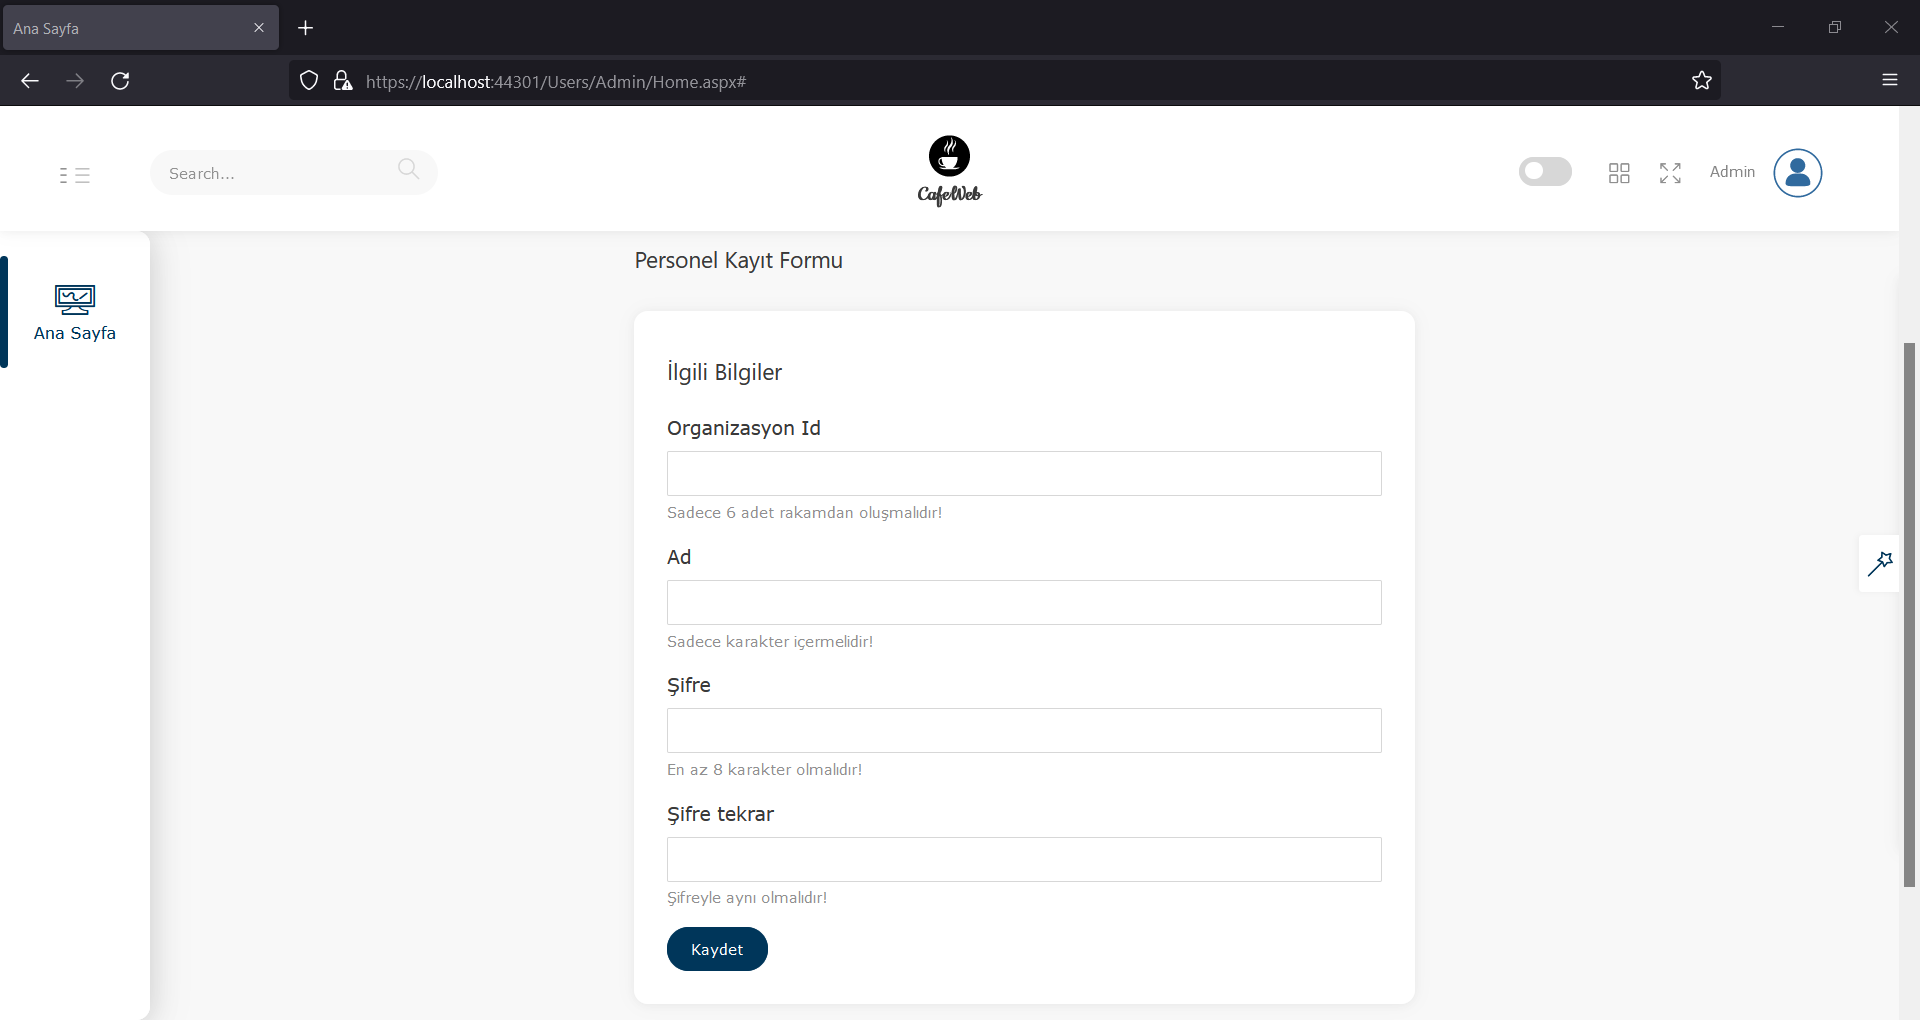 Ana Sayfa
https://localhost:44301/Users/Admin/Home.aspx#
Search...
CafeWeb
Admin
Ana Sayfa
Personel Kayıt Formu
İlgili Bilgiler
Organizasyon Id
Sadece 6 adet rakamdan oluşmalıdır!
Ad
Sadece karakter içermelidir!
Şifre
En az 8 karakter olmalıdır!
Şifre tekrar
Şifreyle aynı olmalıdır!
Kaydet